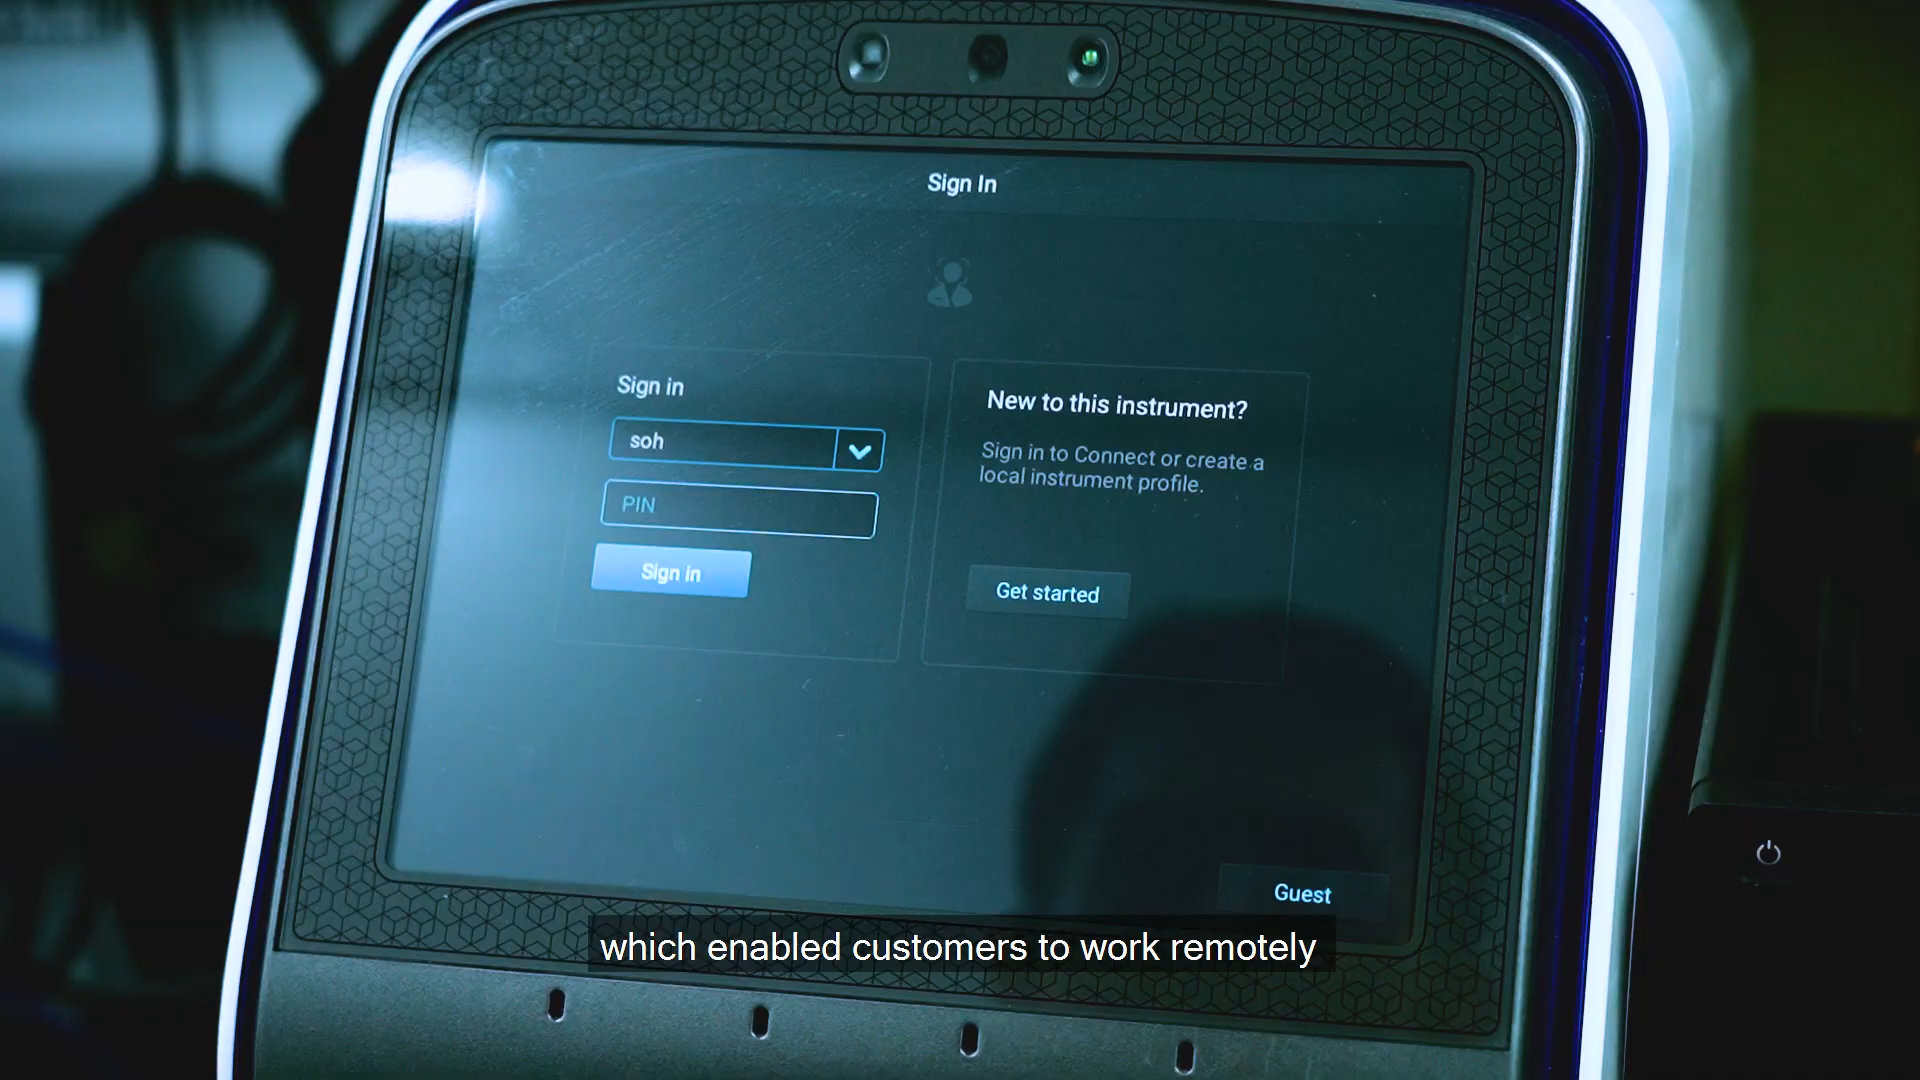 Sign In
Sign in
soh
PIN
Sign in
New to this instrument?
Sign in to Connect or create a
local instrument profile.
Get started
Guest
which enabled customers to work remotely